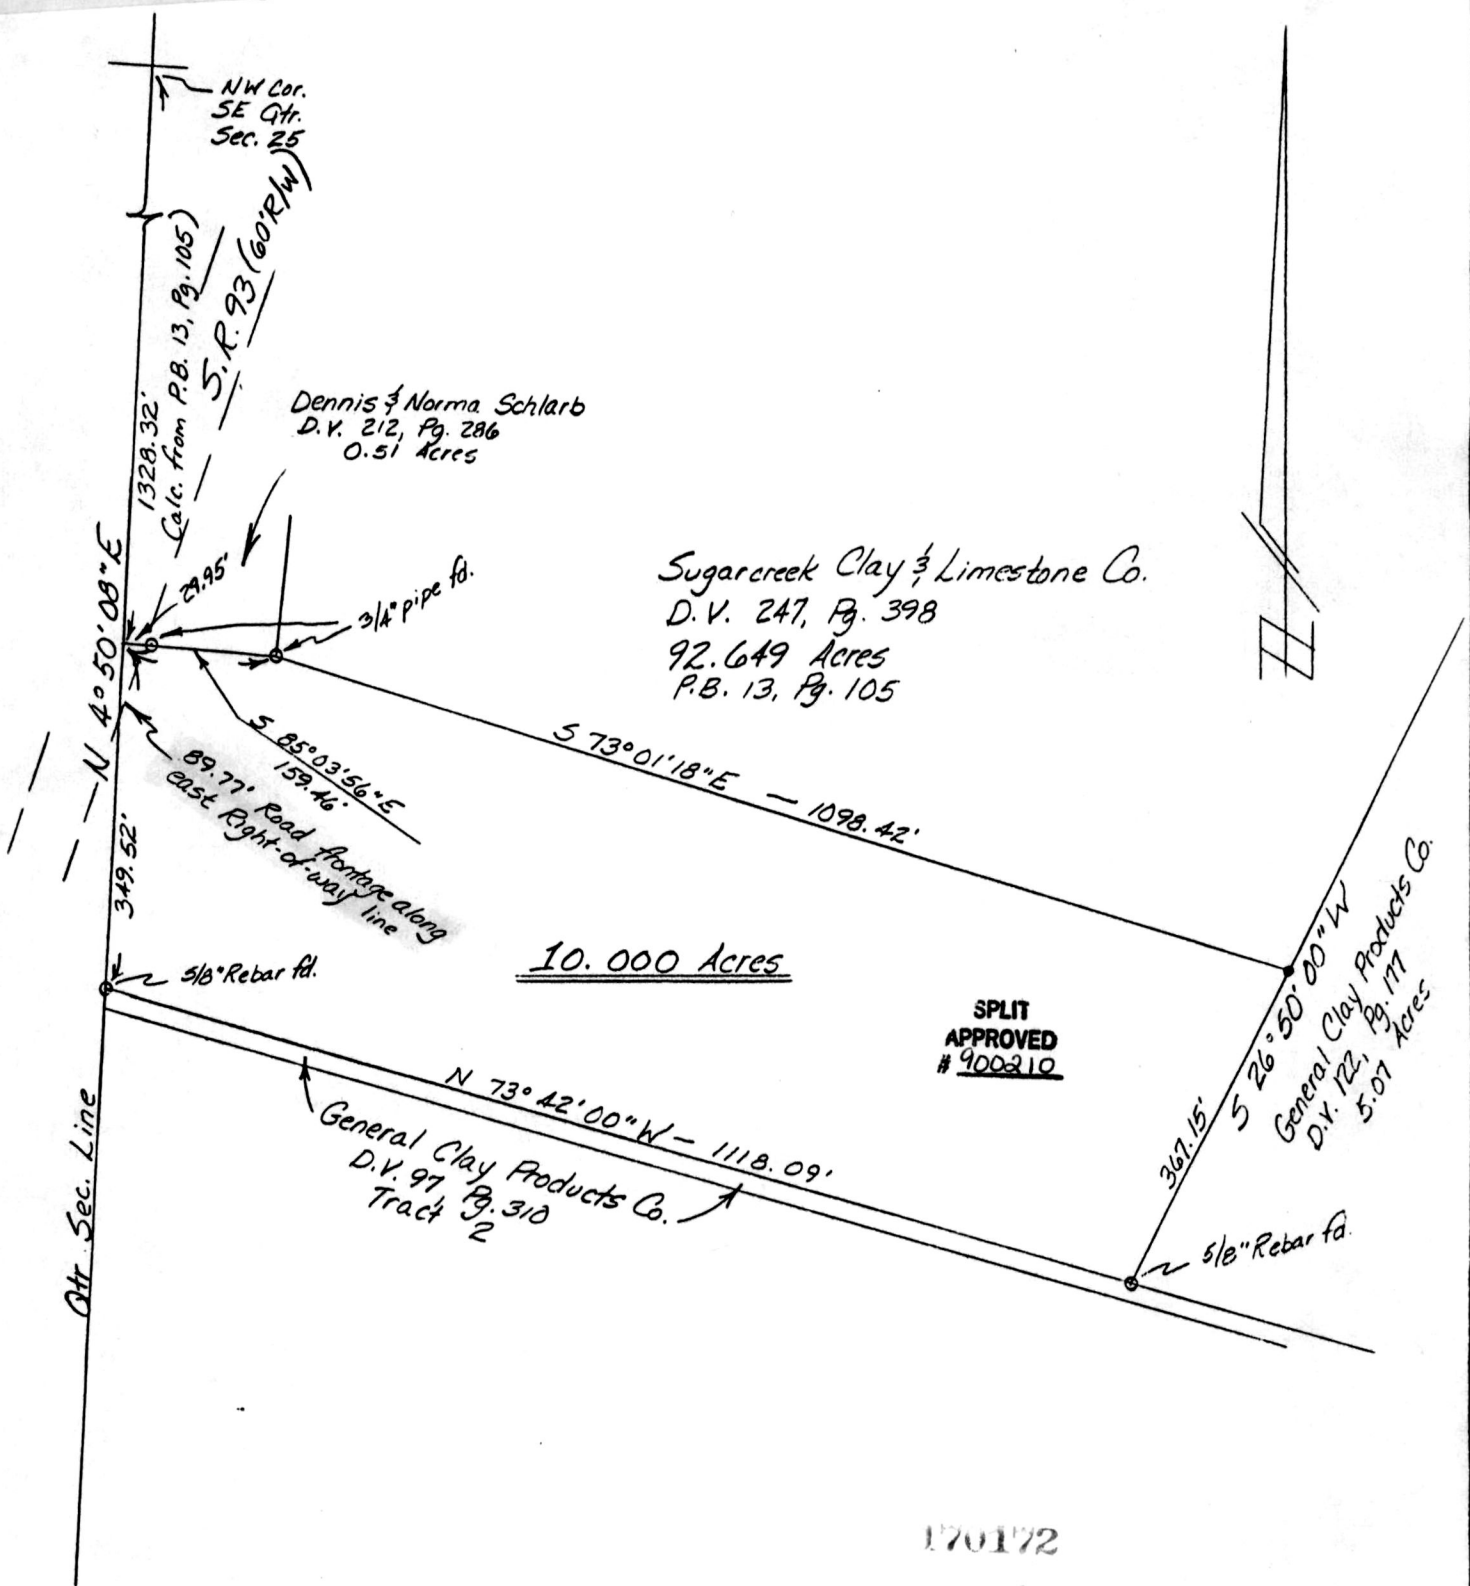 NW Cor.
SE Qtr.
Sec. 25
S.R. 93 (60' R/W)
1328.32'
Calc. from P.B. 13, Pg. 105)
Dennis & Norma Schlarb
D.V. 212, Pg. 286
0.51 Acres
29.95'
3/4" pipe fd.
N 4° 50' 08" E
Sugarcreek Clay & Limestone Co.
D.V. 247, Pg. 398
92.649 Acres
P.B. 13, Pg. 105
N
S 85° 03' 56" E
159.46'
S 73° 01' 18" E - 1098.42'
89.77' Road frontage along
east Right-of-way line
349.52'
10.000 Acres
5/8" Rebar fd.
SPLIT
APPROVED
# 900210
S 26° 50' 00" W
367.15'
General Clay Products Co.
D.V. 122, Pg. 177
5.07 Acres
N 73° 42' 00" W - 1118.09'
General Clay Products Co.
D.V. 97, Pg. 310
Tract 2
5/8" Rebar fd.
Qtr. Sec. Line
170172